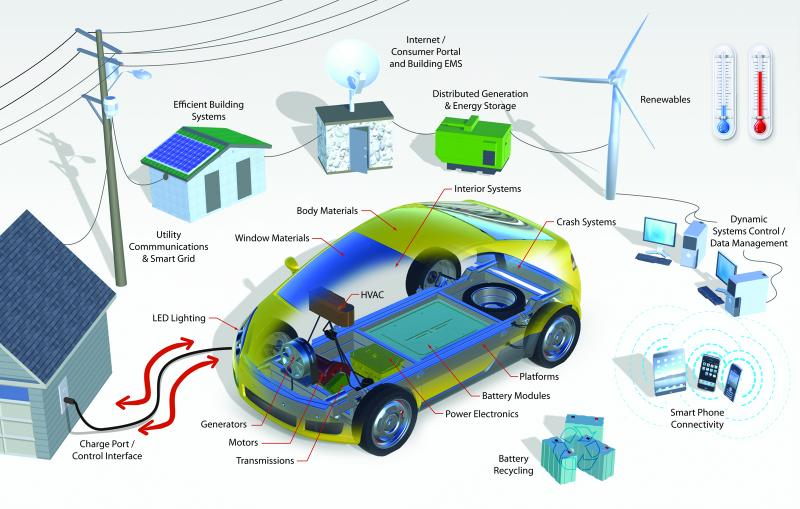 Internet /
Consumer Portal
and Building EMS
Distributed Generation
& Energy Storage
Renewables
Efficient Building
Systems
Utility
Commmunications
& Smart Grid
Interior Systems
Body Materials
Crash Systems
Window Materials
Dynamic
Systems Control /
Data Management
HVAC
LED Lighting
Platforms
Battery Modules
Power Electronics
Generators
Motors
Transmissions
Charge Port /
Control Interface
Smart Phone
Connectivity
Battery
Recycling